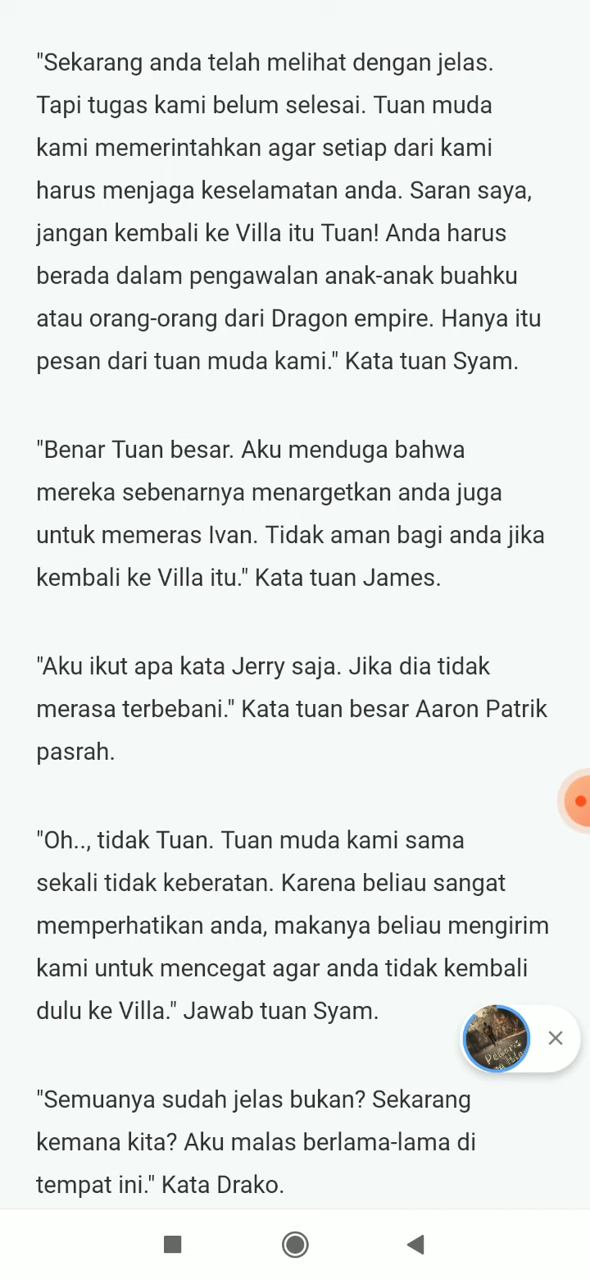 "Sekarang anda telah melihat dengan jelas.
Tapi tugas kami belum selesai. Tuan muda
kami memerintahkan agar setiap dari kami
harus menjaga keselamatan anda. Saran saya,
jangan kembali ke Villa itu Tuan! Anda harus
berada dalam pengawalan anak-anak buahku
atau orang-orang dari Dragon empire. Hanya itu
pesan dari tuan muda kami." Kata tuan Syam.
"Benar Tuan besar. Aku menduga bahwa
mereka sebenarnya menargetkan anda juga
untuk memeras Ivan. Tidak aman bagi anda jika
kembali ke Villa itu." Kata tuan James.
"Aku ikut apa kata Jerry saja. Jika dia tidak
merasa terbebani." Kata tuan besar Aaron Patrik
pasrah.
"Oh.., tidak Tuan. Tuan muda kami sama
sekali tidak keberatan. Karena beliau sangat
memperhatikan anda, makanya beliau mengirim
kami untuk mencegat agar anda tidak kembali
dulu ke Villa." Jawab tuan Syam.
"Semuanya sudah jelas bukan? Sekarang
kemana kita? Aku malas berlama-lama di
tempat ini." Kata Drako.